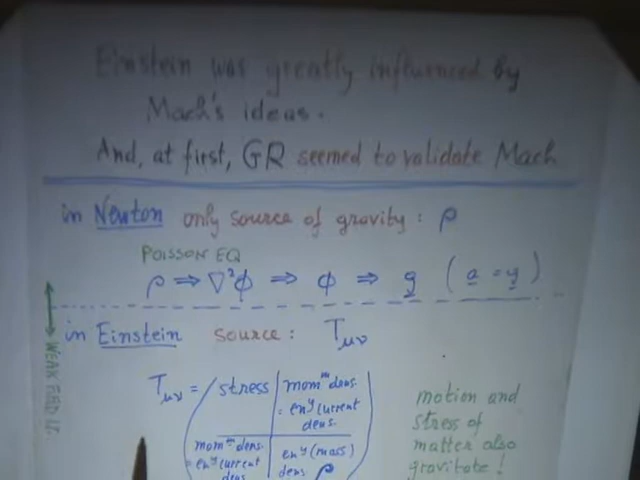 Einstein was greatly influenced by
Mach's ideas.
And, at first, GR seemed to validate Mach
in Newton only source of gravity: ρ
POISSON EQ
ρ ⇒ ∇²ϕ ⇒ ϕ ⇒ g (a = g)
in Einstein source: Tμν
WEAK FIELD
Tμν = stress momᵐ dens.
= enʸ current
dens.
momᵐ dens.
= enʸ current
dens
enʸ (mass)
dens ρ
motion and
stress of
matter also
gravitate!